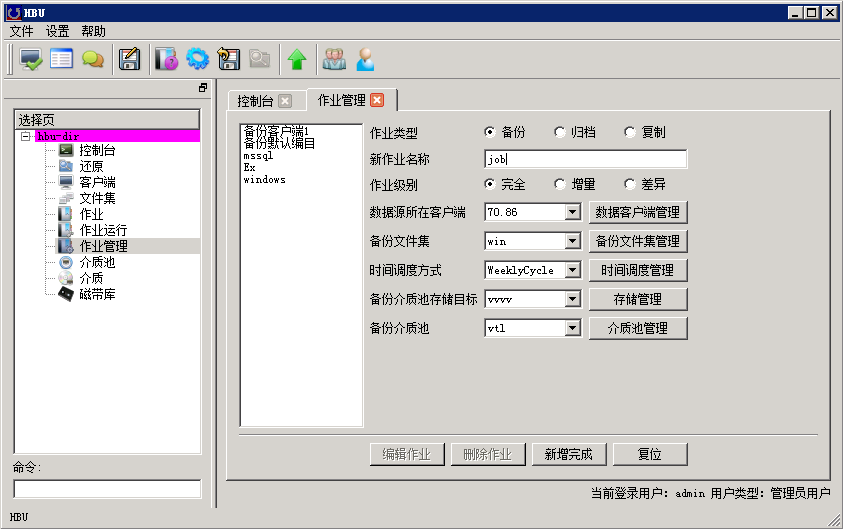 HBU
文件 设置 帮助
选择页
hbu-dir
控制台
还原
客户端
文件集
作业
作业运行
作业管理
介质池
介质
磁带库
命令:
控制台 作业管理
备份客户端1
备份默认编目
mssql
Ex
windows
作业类型 备份 归档 复制
新作业名称 job
作业级别 完全 增量 差异
数据源所在客户端 70.86 数据客户端管理
备份文件集 win 备份文件集管理
时间调度方式 WeeklyCycle 时间调度管理
备份介质池存储目标 vvvv 存储管理
备份介质池 vtl 介质池管理
编辑作业 删除作业 新增完成 复位
当前登录用户: admin 用户类型: 管理员用户
HBU